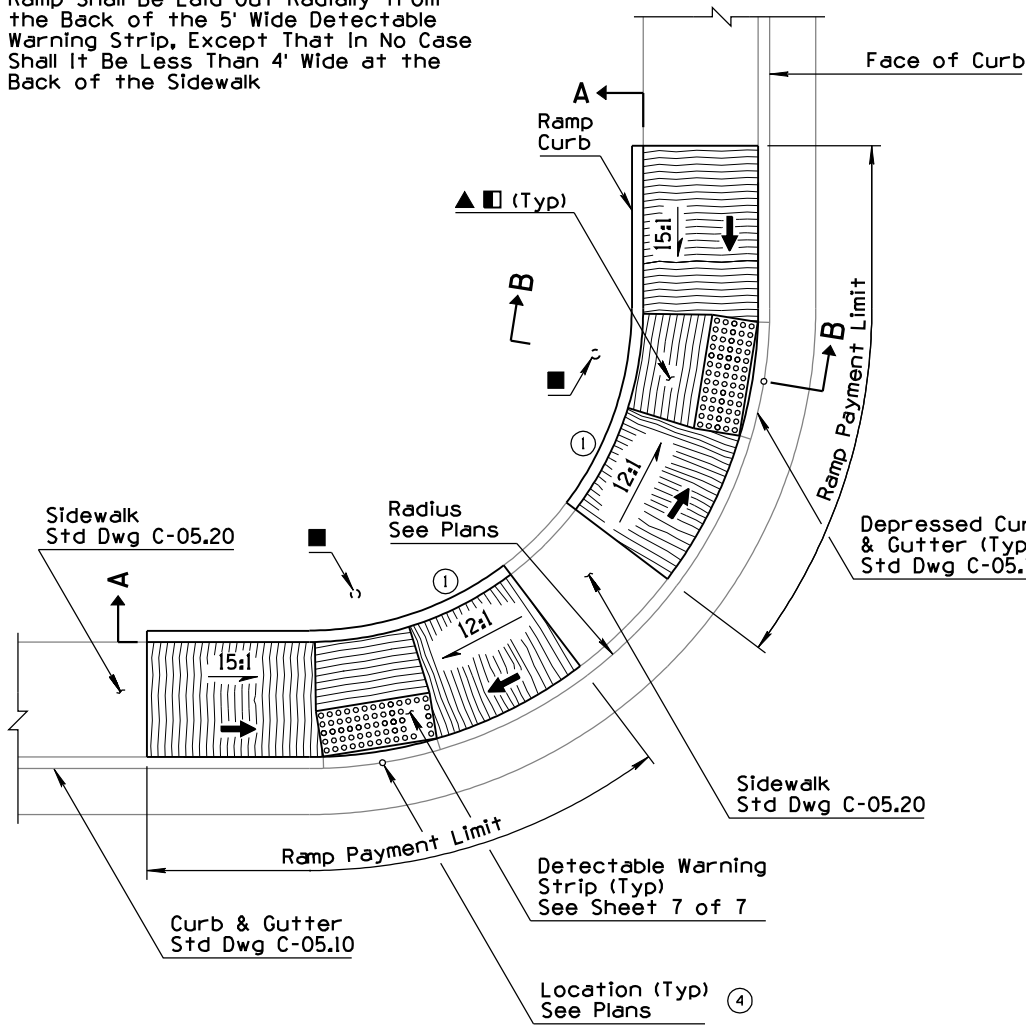 Ramp Shall Be Laid Out Radially from
the Back of the 5' Wide Detectable
Warning Strip, Except That In No Case
Shall It Be Less Than 4' Wide at the
Back of the Sidewalk
Face of Curb
A
Ramp
Curb
(Typ)
15:1
B
B
Ramp Payment Limit
1
12:1
Sidewalk
Std Dwg C-05.20
Radius
See Plans
Depressed Cur
& Gutter (Typ
Std Dwg C-05.
A
1
12:1
15:1
Sidewalk
Std Dwg C-05.20
Ramp Payment Limit
Detectable Warning
Strip (Typ)
See Sheet 7 of 7
Curb & Gutter
Std Dwg C-05.10
Location (Typ) 4
See Plans